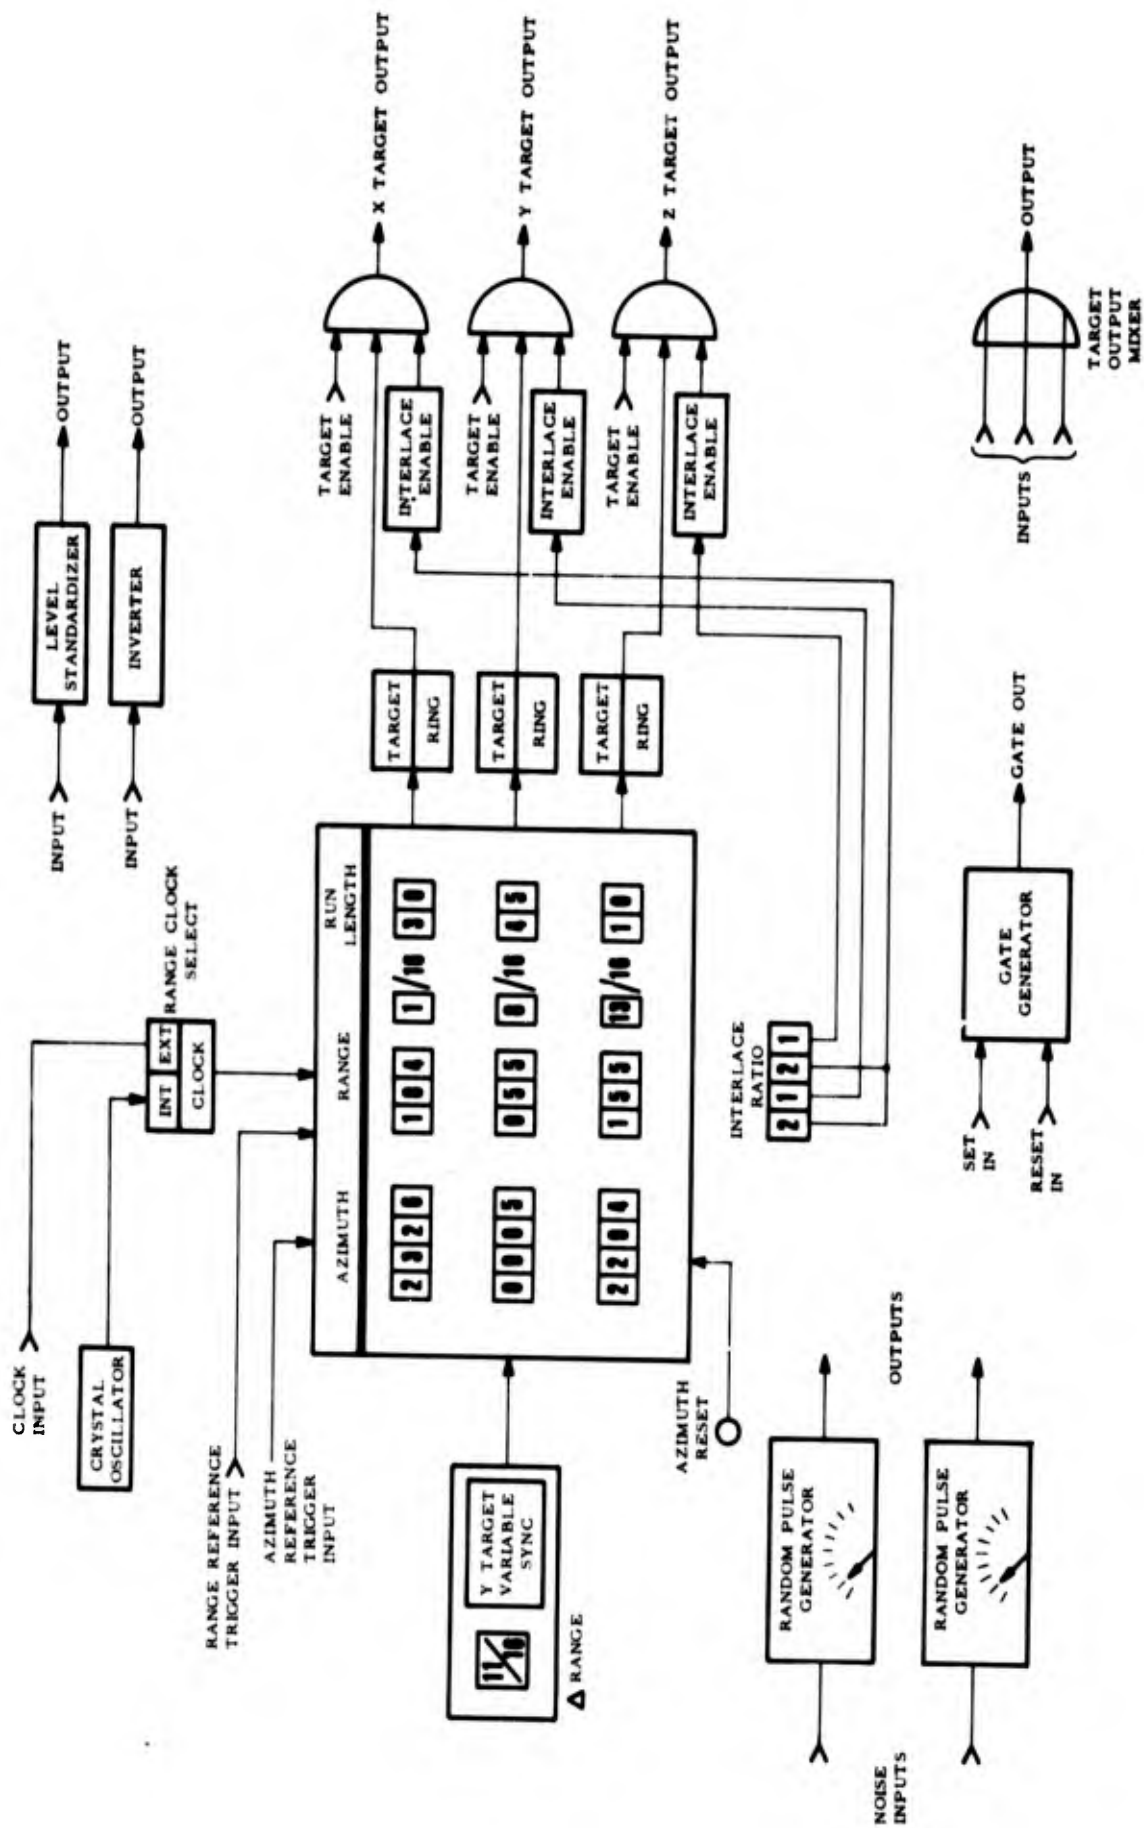 CLOCK
INPUT
CRYSTAL
OSCILLATOR
RANGE REFERENCE
TRIGGER INPUT
AZIMUTH
REFERENCE
TRIGGER
INPUT
INT
EXT
CLOCK
RANGE CLOCK
SELECT
INPUT
LEVEL
STANDARDIZER
OUTPUT
INPUT
INVERTER
OUTPUT
AZIMUTH
RANGE
RUN
LENGTH
2326
104
1/16
30
0005
055
/16
45
2204
155
13/16
10
11/16
Y TARGET
VARIABLE
SYNC
Δ RANGE
AZIMUTH
RESET
TARGET
RING
TARGET
RING
TARGET
RING
TARGET
ENABLE
INTERLACE
ENABLE
X TARGET OUTPUT
TARGET
ENABLE
INTERLACE
ENABLE
Y TARGET OUTPUT
TARGET
ENABLE
INTERLACE
ENABLE
Z TARGET OUTPUT
INTERLACE
RATIO
2121
NOISE
INPUTS
RANDOM PULSE
GENERATOR
RANDOM PULSE
GENERATOR
OUTPUTS
SET
IN
RESET
IN
GATE
GENERATOR
GATE OUT
INPUTS
OUTPUT
TARGET
OUTPUT
MIXER